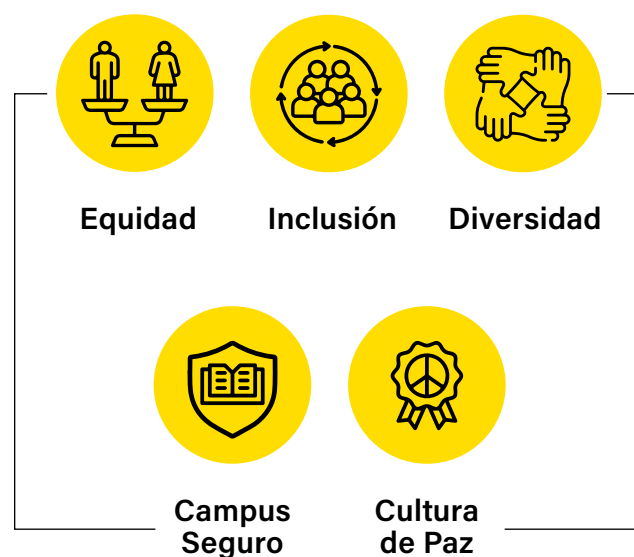 Equidad
Inclusión
Diversidad
Campus
Seguro
Cultura
de Paz